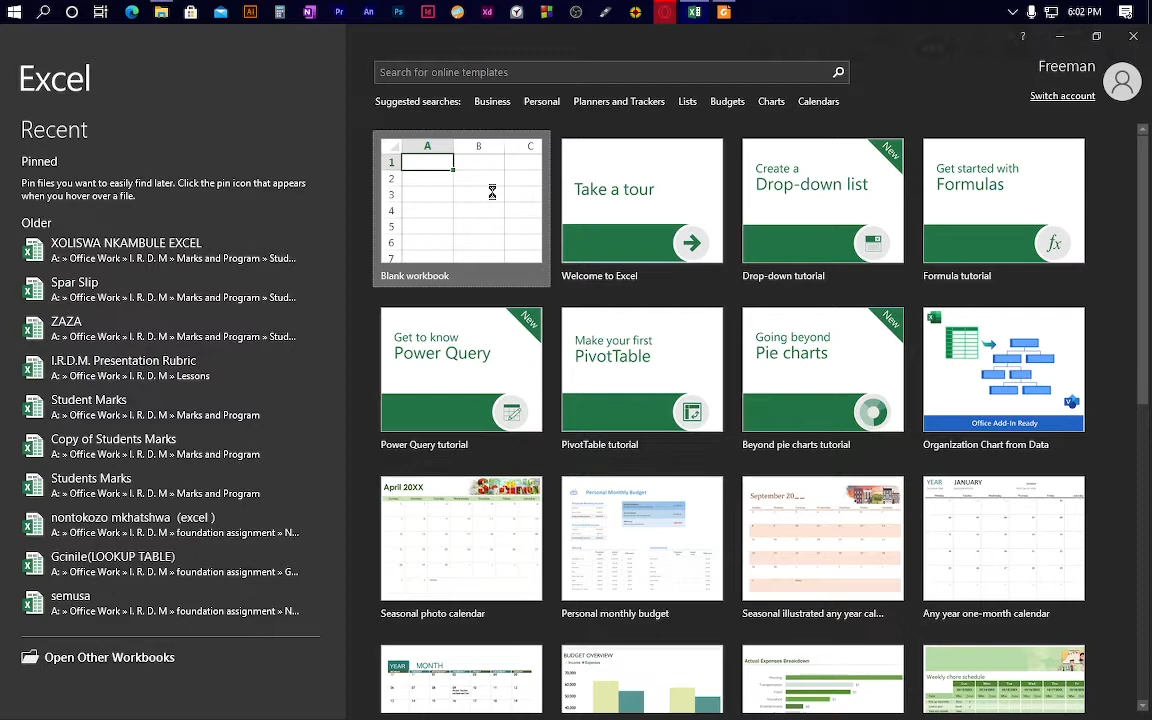 6:02 PM
Excel
Recent
Pinned
Pin files you want to easily find later. Click the pin icon that appears
when you hover over a file.
Older
XOLISWA NKAMBULE EXCEL
A: » Office Work » I. R. D. M » Marks and Program » Stud...
Spar Slip
A: » Office Work » I. R. D. M » Marks and Program » Stud...
ZAZA
A: » Office Work » I. R. D. M » Marks and Program » Stud...
I.R.D.M. Presentation Rubric
A: » Office Work » I. R. D. M » Lessons
Student Marks
A: » Office Work » I. R. D. M » Marks and Program
Copy of Students Marks
A: » Office Work » I. R. D. M » Marks and Program
Students Marks
A: » Office Work » I. R. D. M » Marks and Program
nontokozo mkhatshwa (excel )
A: » Office Work » I. R. D. M » foundation assignment » N...
Gcinile(LOOKUP TABLE)
A: » Office Work » I. R. D. M » foundation assignment » G...
semusa
A: » Office Work » I. R. D. M » foundation assignment » N...
Open Other Workbooks
Search for online templates
Freeman
Switch account
Suggested searches: Business Personal Planners and Trackers Lists Budgets Charts Calendars
A B C
1
2
3
4
5
6
7
Blank workbook
Take a tour
Welcome to Excel
New
Create a
Drop-down list
Drop-down tutorial
Get started with
Formulas
fx
Formula tutorial
New
Get to know
Power Query
Power Query tutorial
Make your first
PivotTable
PivotTable tutorial
New
Going beyond
Pie charts
Beyond pie charts tutorial
Office Add-In Ready
Organization Chart from Data
April 20XX
Seasonal photo calendar
Personal Monthly Budget
Personal monthly budget
September 20__
Seasonal illustrated any year cal...
YEAR JANUARY
Any year one-month calendar
YEAR MONTH
BUDGET OVERVIEW
Income Expenses
Actual Expenses Breakdown
Weekly chore schedule